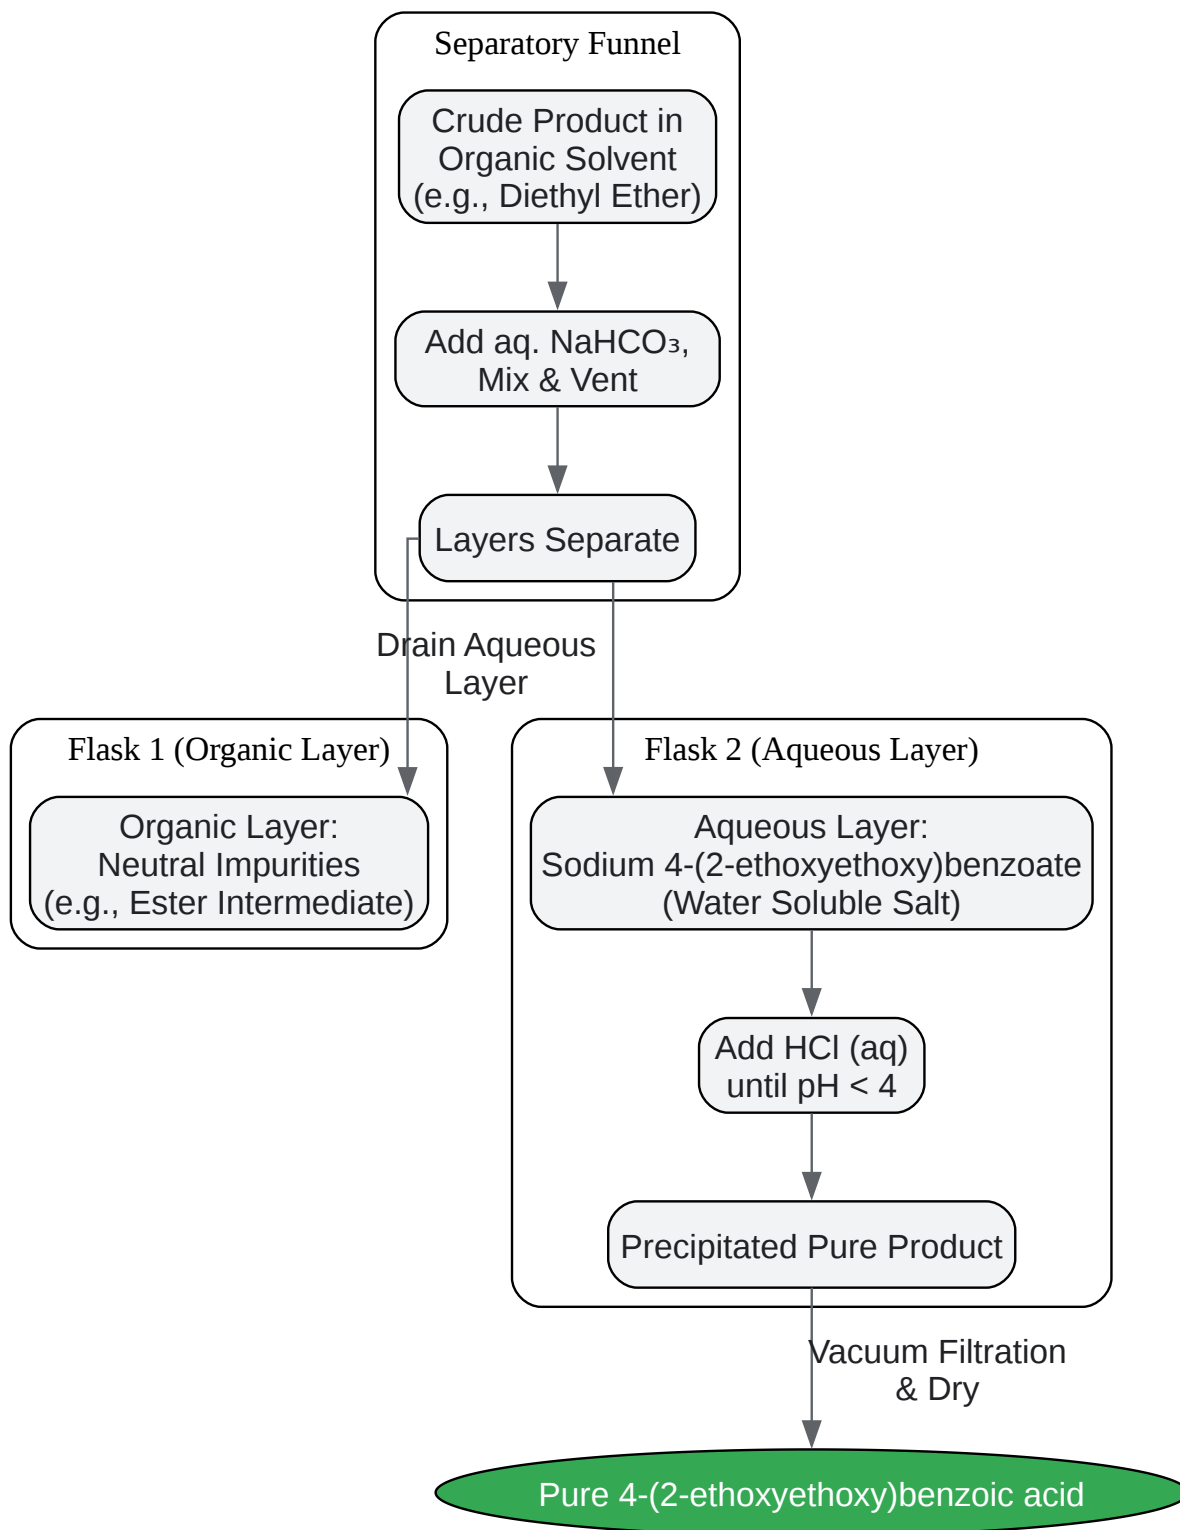 Separatory Funnel
Crude Product in
Organic Solvent
(e.g., Diethyl Ether)
Add aq. NaHCO₃,
Mix & Vent
Layers Separate
Drain Aqueous
Layer
Flask 1 (Organic Layer)
Organic Layer:
Neutral Impurities
(e.g., Ester Intermediate)
Flask 2 (Aqueous Layer)
Aqueous Layer:
Sodium 4-(2-ethoxyethoxy)benzoate
(Water Soluble Salt)
Add HCl (aq)
until pH < 4
Precipitated Pure Product
Vacuum Filtration
& Dry
Pure 4-(2-ethoxyethoxy)benzoic acid